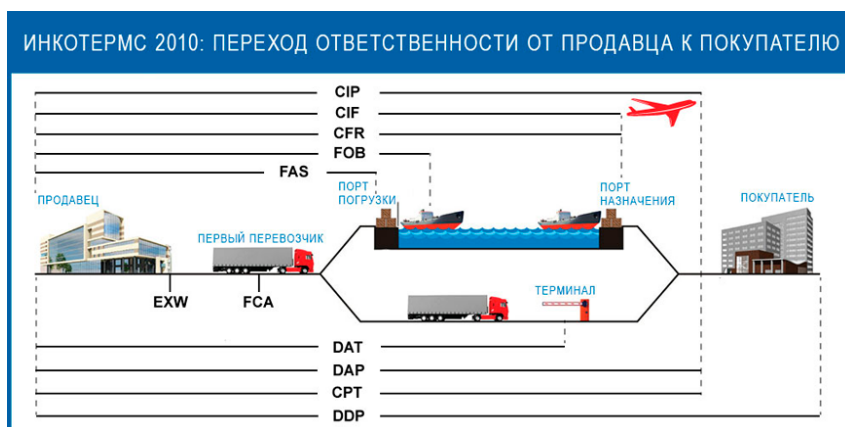 ИНКОТЕРМС 2010: ПЕРЕХОД ОТВЕТСТВЕННОСТИ ОТ ПРОДАВЦА К ПОКУПАТЕЛЮ
CIP
CIF
CFR
FOB
FAS
ПРОДАВЕЦ
ПЕРВЫЙ ПЕРЕВОЗЧИК
ПОРТ
ПОГРУЗКИ
ПОРТ
НАЗНАЧЕНИЯ
ПОКУПАТЕЛЬ
EXW
FCA
ТЕРМИНАЛ
DAT
DAP
CPT
DDP